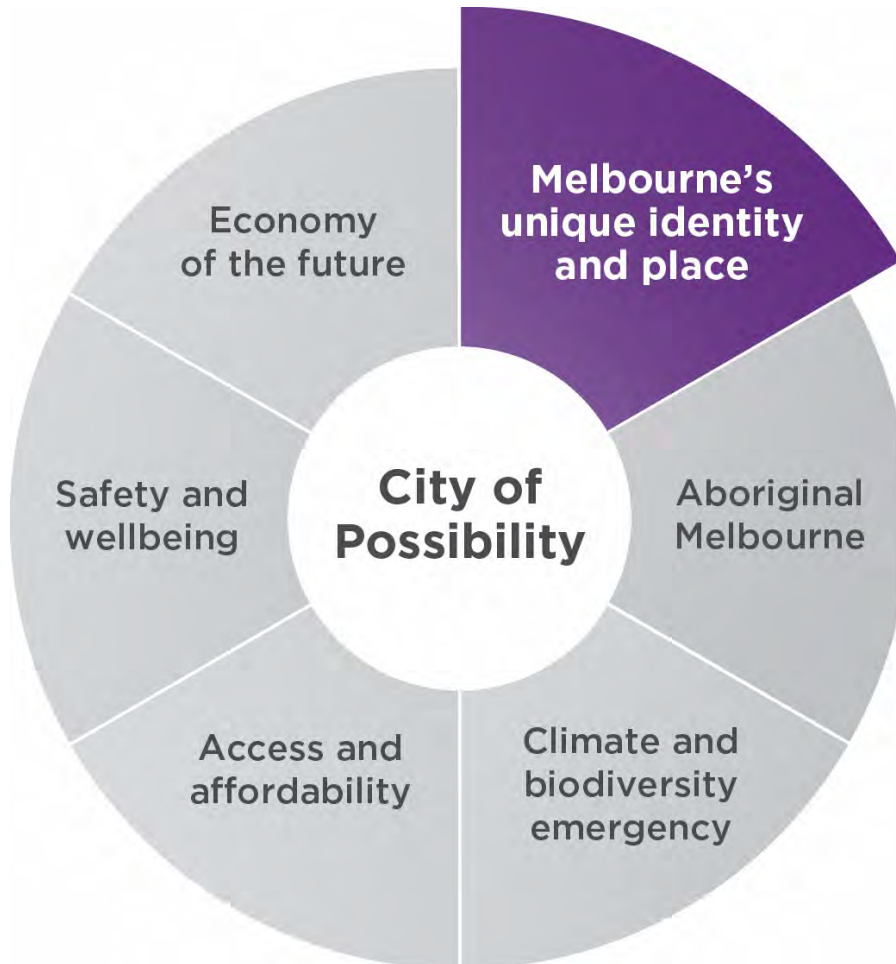 Melbourne’s
unique identity
and place
Aboriginal
Melbourne
Climate and
biodiversity
emergency
Access and
affordability
Safety and
wellbeing
Economy
of the future
City of
Possibility